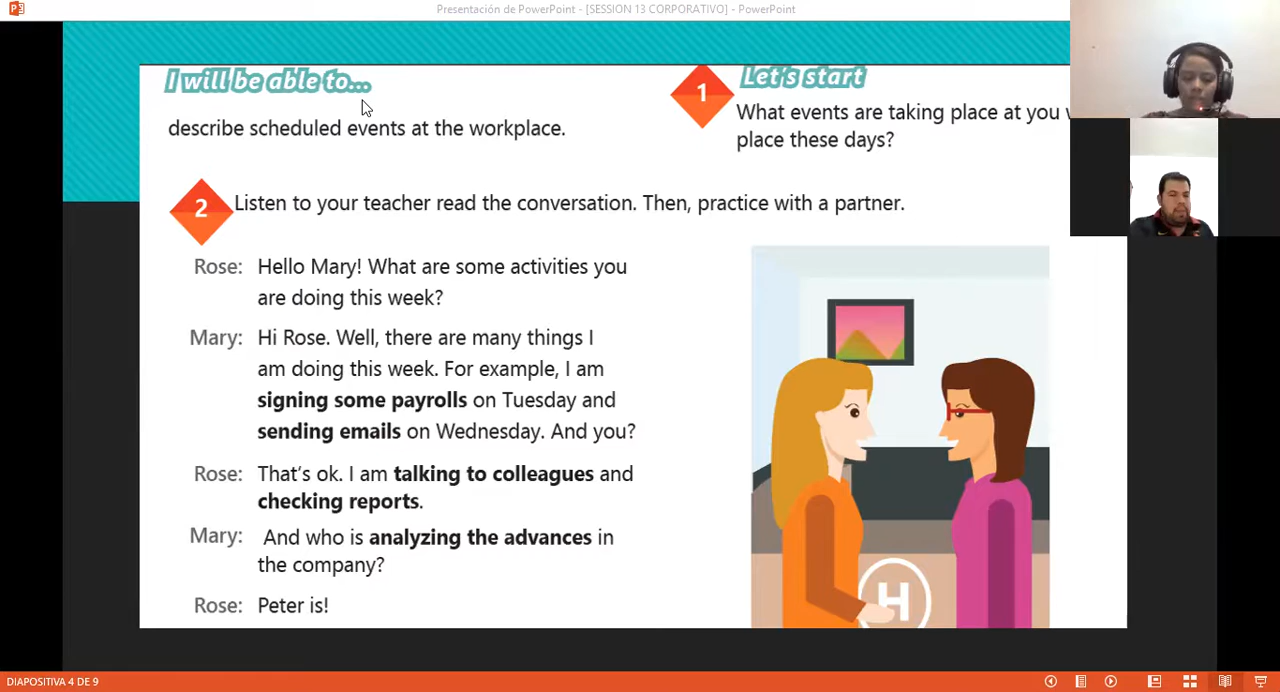 Presentación de PowerPoint - [SESSION 13 CORPORATIVO] - PowerPoint
I will be able to...
describe scheduled events at the workplace.
1
Let's start
What events are taking place at you
place these days?
2
Listen to your teacher read the conversation. Then, practice with a partner.
Rose: Hello Mary! What are some activities you
are doing this week?
Mary: Hi Rose. Well, there are many things I
am doing this week. For example, I am
signing some payrolls on Tuesday and
sending emails on Wednesday. And you?
Rose: That's ok. I am talking to colleagues and
checking reports.
Mary: And who is analyzing the advances in
the company?
Rose: Peter is!
H
DIAPOSITIVA 4 DE 9